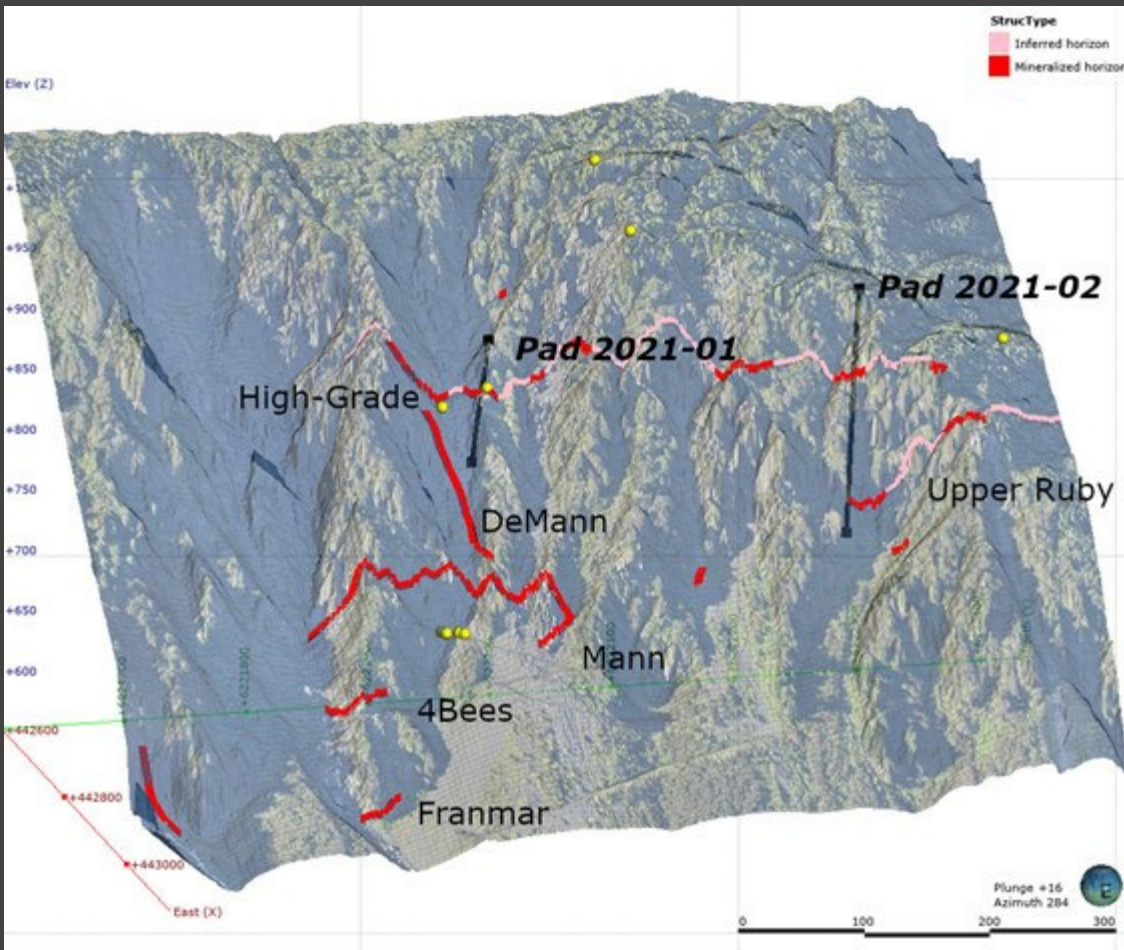 StrucType
Inferred horizon
Mineralized horizon
Elev (Z)
+950
+900
Pad 2021-02
+850
Pad 2021-01
High-Grade
+800
+750
Upper Ruby
DeMann
+700
+650
Mann
+600
4Bees
+442600
+442800
Franmar
+443000
East (X)
Plunge +16
Azimuth 284
0 100 200 300